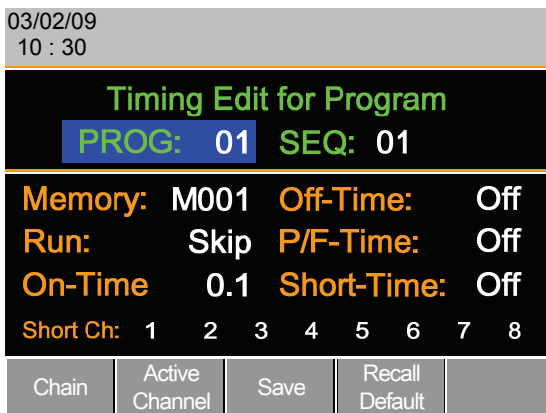 03/02/09
10 : 30
Timing Edit for Program
PROG: 01 SEQ: 01
Memory: M001 Off-Time: Off
Run: Skip P/F-Time: Off
On-Time 0.1 Short-Time: Off
Short Ch: 1 2 3 4 5 6 7 8
Chain Active Channel Save Recall Default